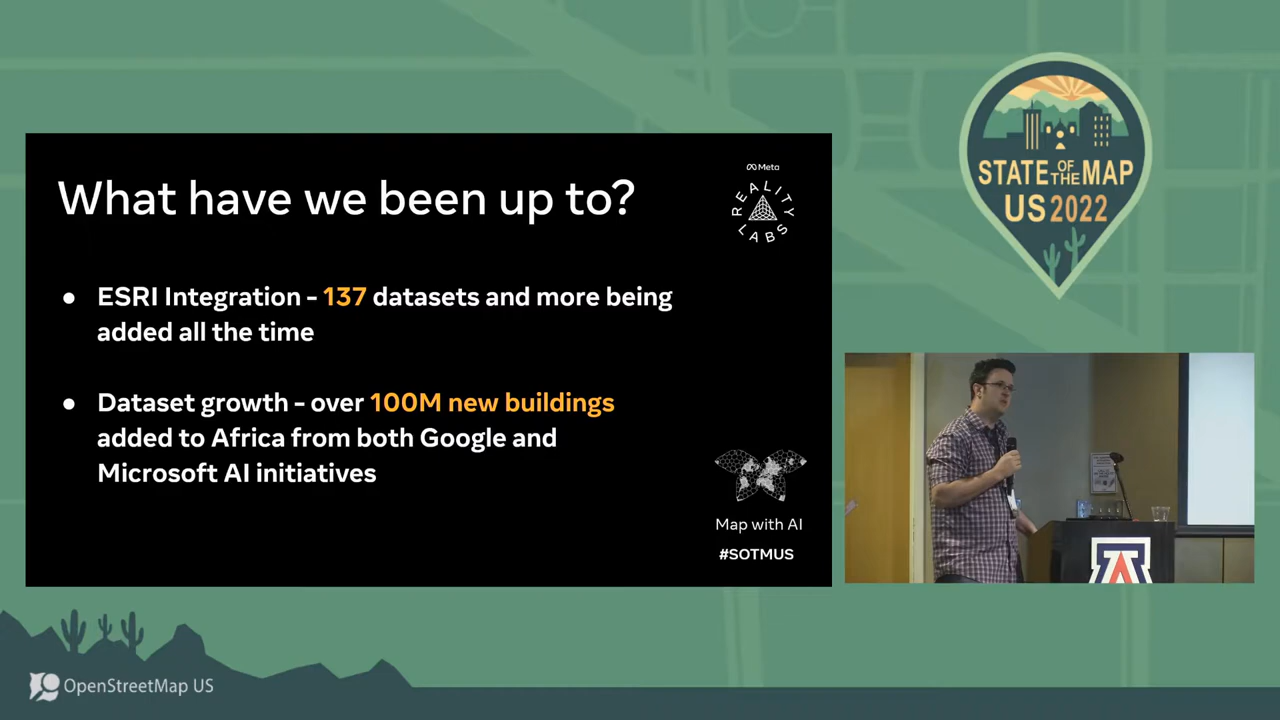 What have we been up to?
Meta
REALITY LABS
● ESRI Integration - 137 datasets and more being
added all the time
● Dataset growth - over 100M new buildings
added to Africa from both Google and
Microsoft AI initiatives
Map with AI
#SOTMUS
STATE OF THE MAP
US 2022
A
OpenStreetMap US